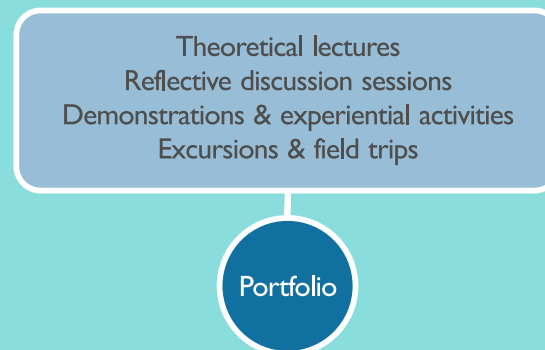 Theoretical lectures
Reflective discussion sessions
Demonstrations & experiential activities
Excursions & field trips
Portfolio